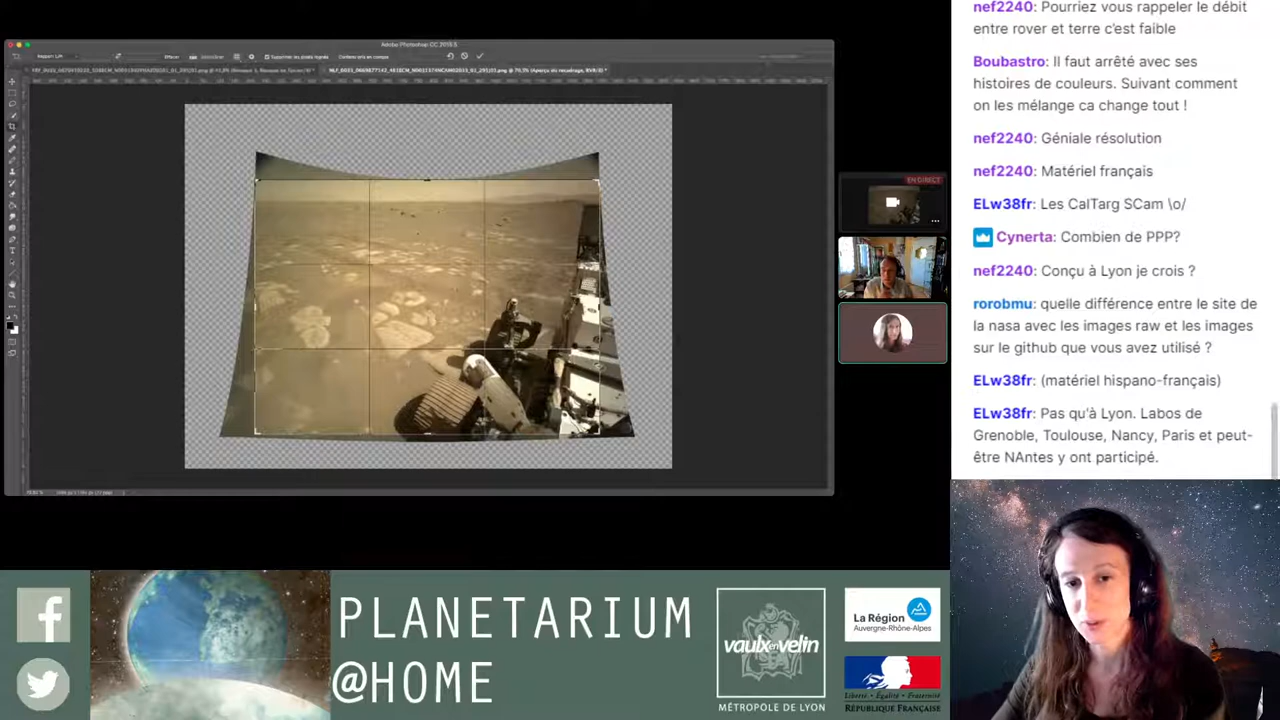 Adobe Photoshop CC 2018
Effacer
EN DIRECT
nef2240: Pourriez vous rappeler le débit
entre rover et terre c'est faible
Boubastro: Il faut arrêté avec ses
histoires de couleurs. Suivant comment
on les mélange ca change tout !
nef2240: Géniale résolution
nef2240: Matériel français
ELw38fr: Les CalTarg SCam \o/
Cynerta: Combien de PPP?
nef2240: Conçu à Lyon je crois ?
rorobmu: quelle différence entre le site de
la nasa avec les images raw et les images
sur le github que vous avez utilisé ?
ELw38fr: (matériel hispano-français)
ELw38fr: Pas qu'à Lyon. Labos de
Grenoble, Toulouse, Nancy, Paris et peut-
être NAntes y ont participé.
PLANETARIUM
@HOME
vaulx en velin
MÉTROPOLE DE LYON
La Région
Auvergne-Rhône-Alpes
Liberté • Égalité • Fraternité
RÉPUBLIQUE FRANÇAISE